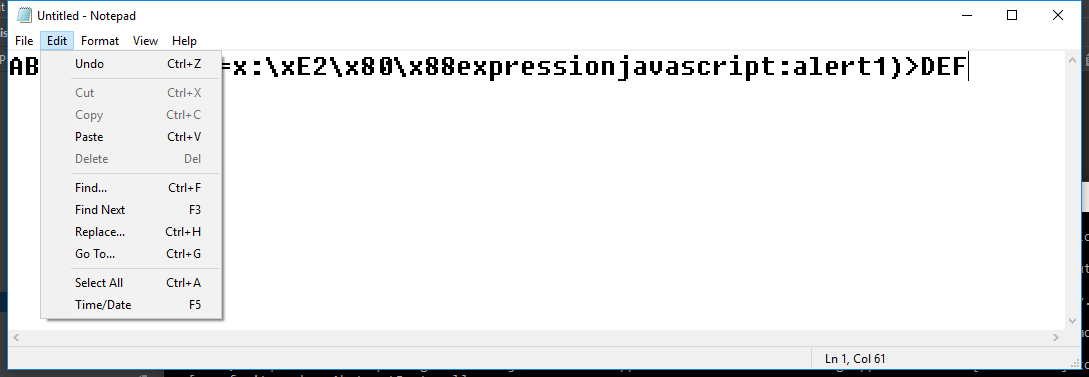 Untitled - Notepad
File Edit Format View Help
AB =x:\xE2\x80\x88expressionjavascript:alert1)>DEF
Undo Ctrl+Z
Cut Ctrl+X
Copy Ctrl+C
Paste Ctrl+V
Delete Del
Find... Ctrl+F
Find Next F3
Replace... Ctrl+H
Go To... Ctrl+G
Select All Ctrl+A
Time/Date F5
Ln 1, Col 61